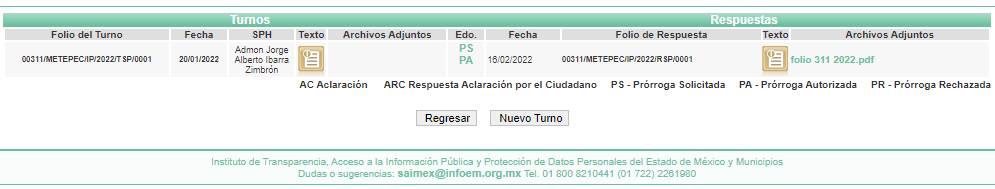 Turnos Respuestas
Folio del Turno Fecha SPH Texto Archivos Adjuntos Edo. Fecha Folio de Respuesta Texto Archivos Adjuntos
00311/METEPEC/IP/2022/TSP/0001 20/01/2022 Admon Jorge Alberto Ibarra Zimbrón PS PA 16/02/2022 00311/METEPEC/IP/2022/RSP/0001 folio 311 2022.pdf
AC Aclaración ARC Respuesta Aclaración por el Ciudadano PS - Prórroga Solicitada PA - Prórroga Autorizada PR - Prórroga Rechazada
Regresar Nuevo Turno
Instituto de Transparencia, Acceso a la Información Pública y Protección de Datos Personales del Estado de México y Municipios
Dudas o sugerencias: saimex@infoem.org.mx Tel. 01 800 8210441 (01 722) 2261980